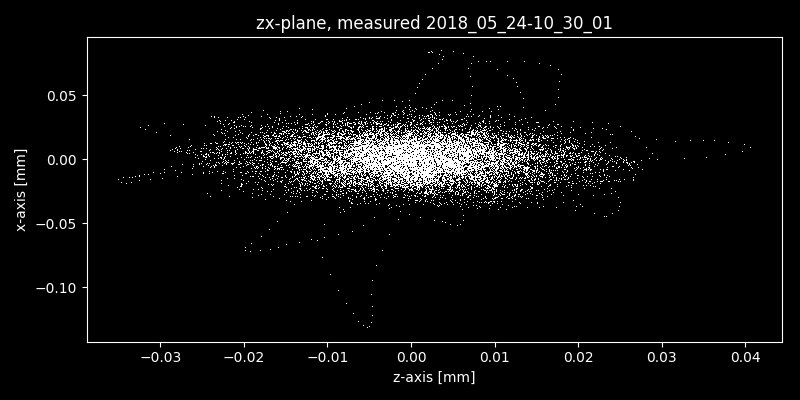 zx-plane, measured 2018_05_24-10_30_01
x-axis [mm]
0.05
0.00
−0.05
−0.10
−0.03 −0.02 −0.01 0.00 0.01 0.02 0.03 0.04
z-axis [mm]